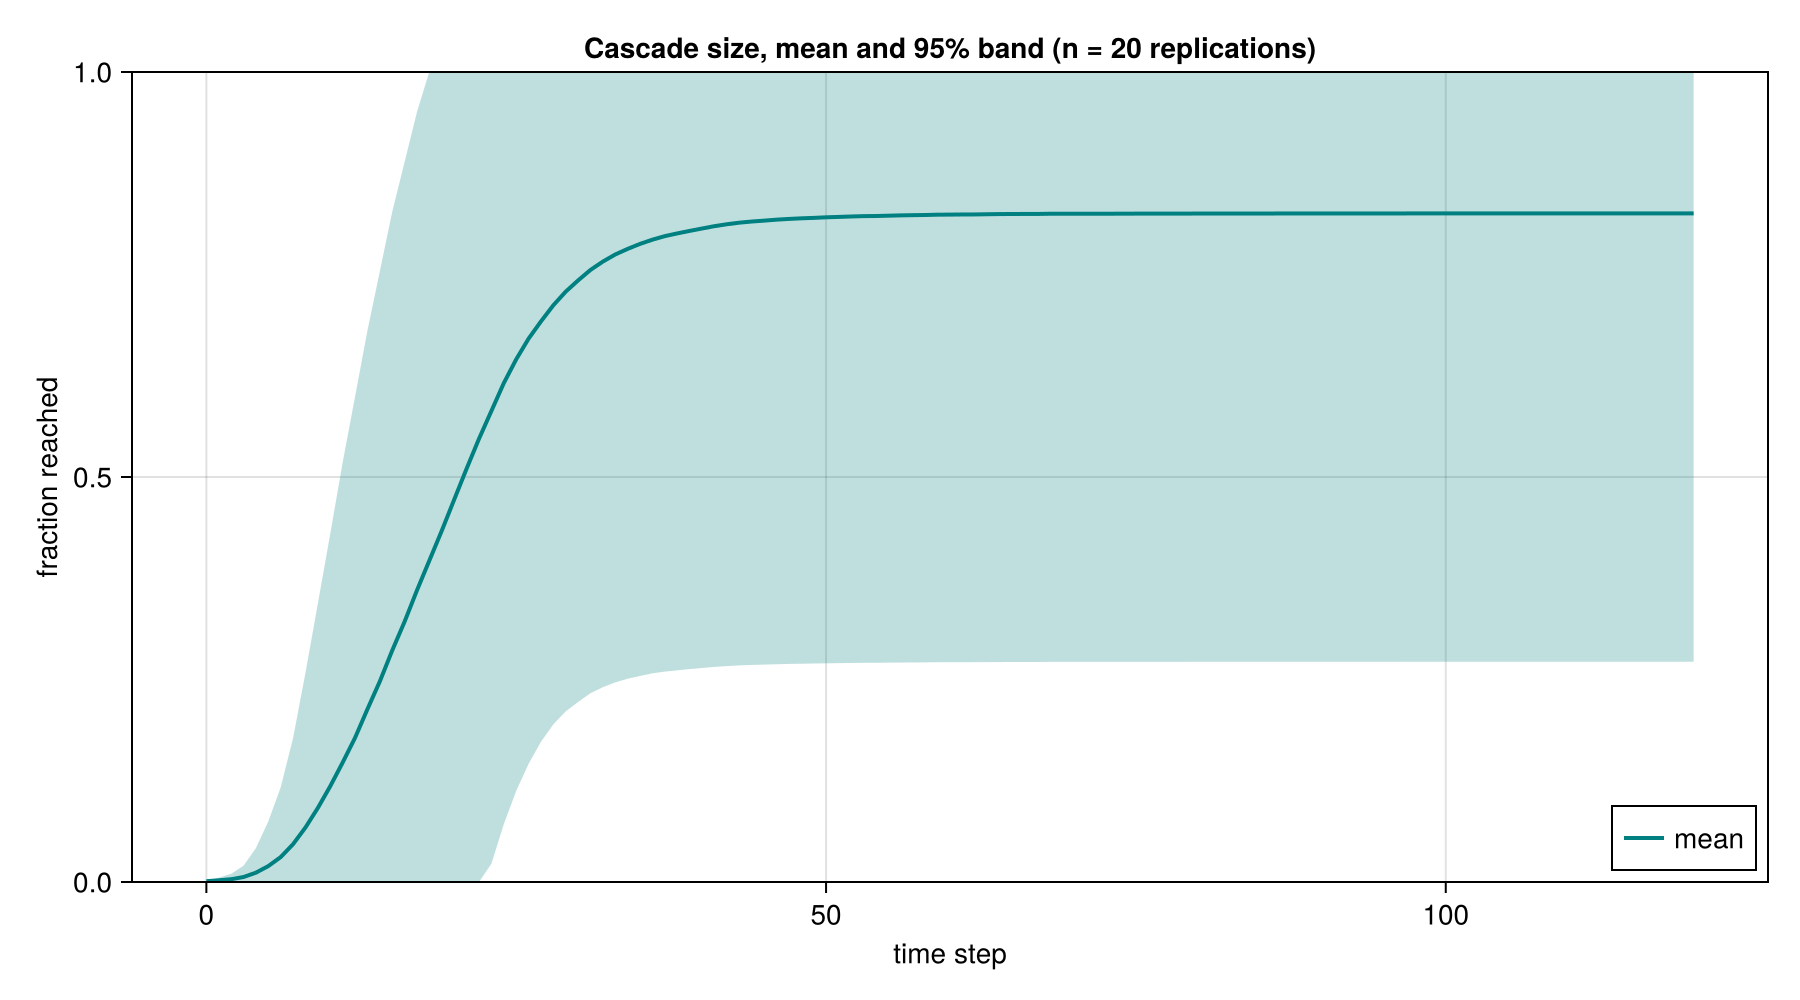 Cascade size, mean and 95% band (n = 20 replications)
1.0
0.5
0.0
fraction reached
0
50
100
time step
mean